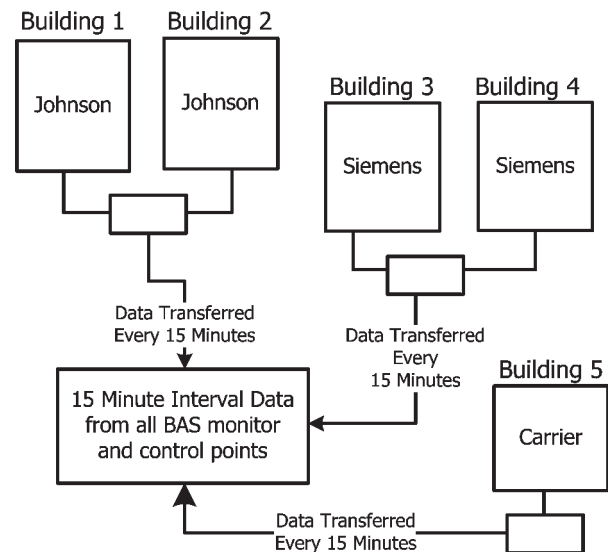 Building 1
Building 2
Johnson
Johnson
Building 3
Building 4
Siemens
Siemens
Data Transferred
Every 15 Minutes
Data Transferred
Every
15 Minutes
Building 5
15 Minute Interval Data
from all BAS monitor
and control points
Carrier
Data Transferred
Every 15 Minutes